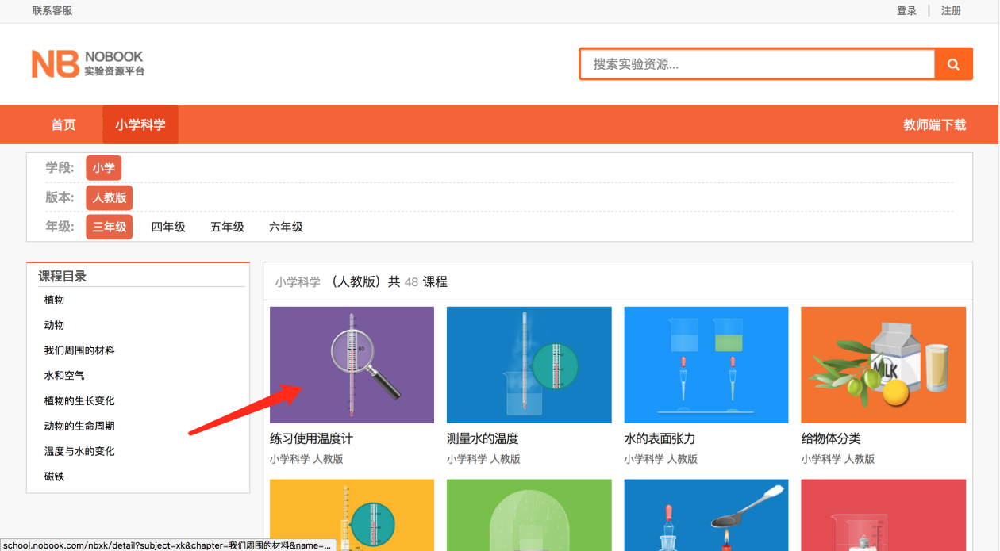 联系客服
登录 | 注册
NB NOBOOK
实验资源平台
搜索实验资源...
首页 小学科学 教师端下载
学段: 小学
版本: 人教版
年级: 三年级 四年级 五年级 六年级
课程目录
植物
动物
我们周围的材料
水和空气
植物的生长变化
动物的生命周期
温度与水的变化
磁铁
小学科学 （人教版）共 48 课程
60
MILK
练习使用温度计
小学科学 人教版
测量水的温度
小学科学 人教版
水的表面张力
小学科学 人教版
给物体分类
小学科学 人教版
school.nobook.com/nbxk/detail?subject=xk&chapter=我们周围的材料&name=...